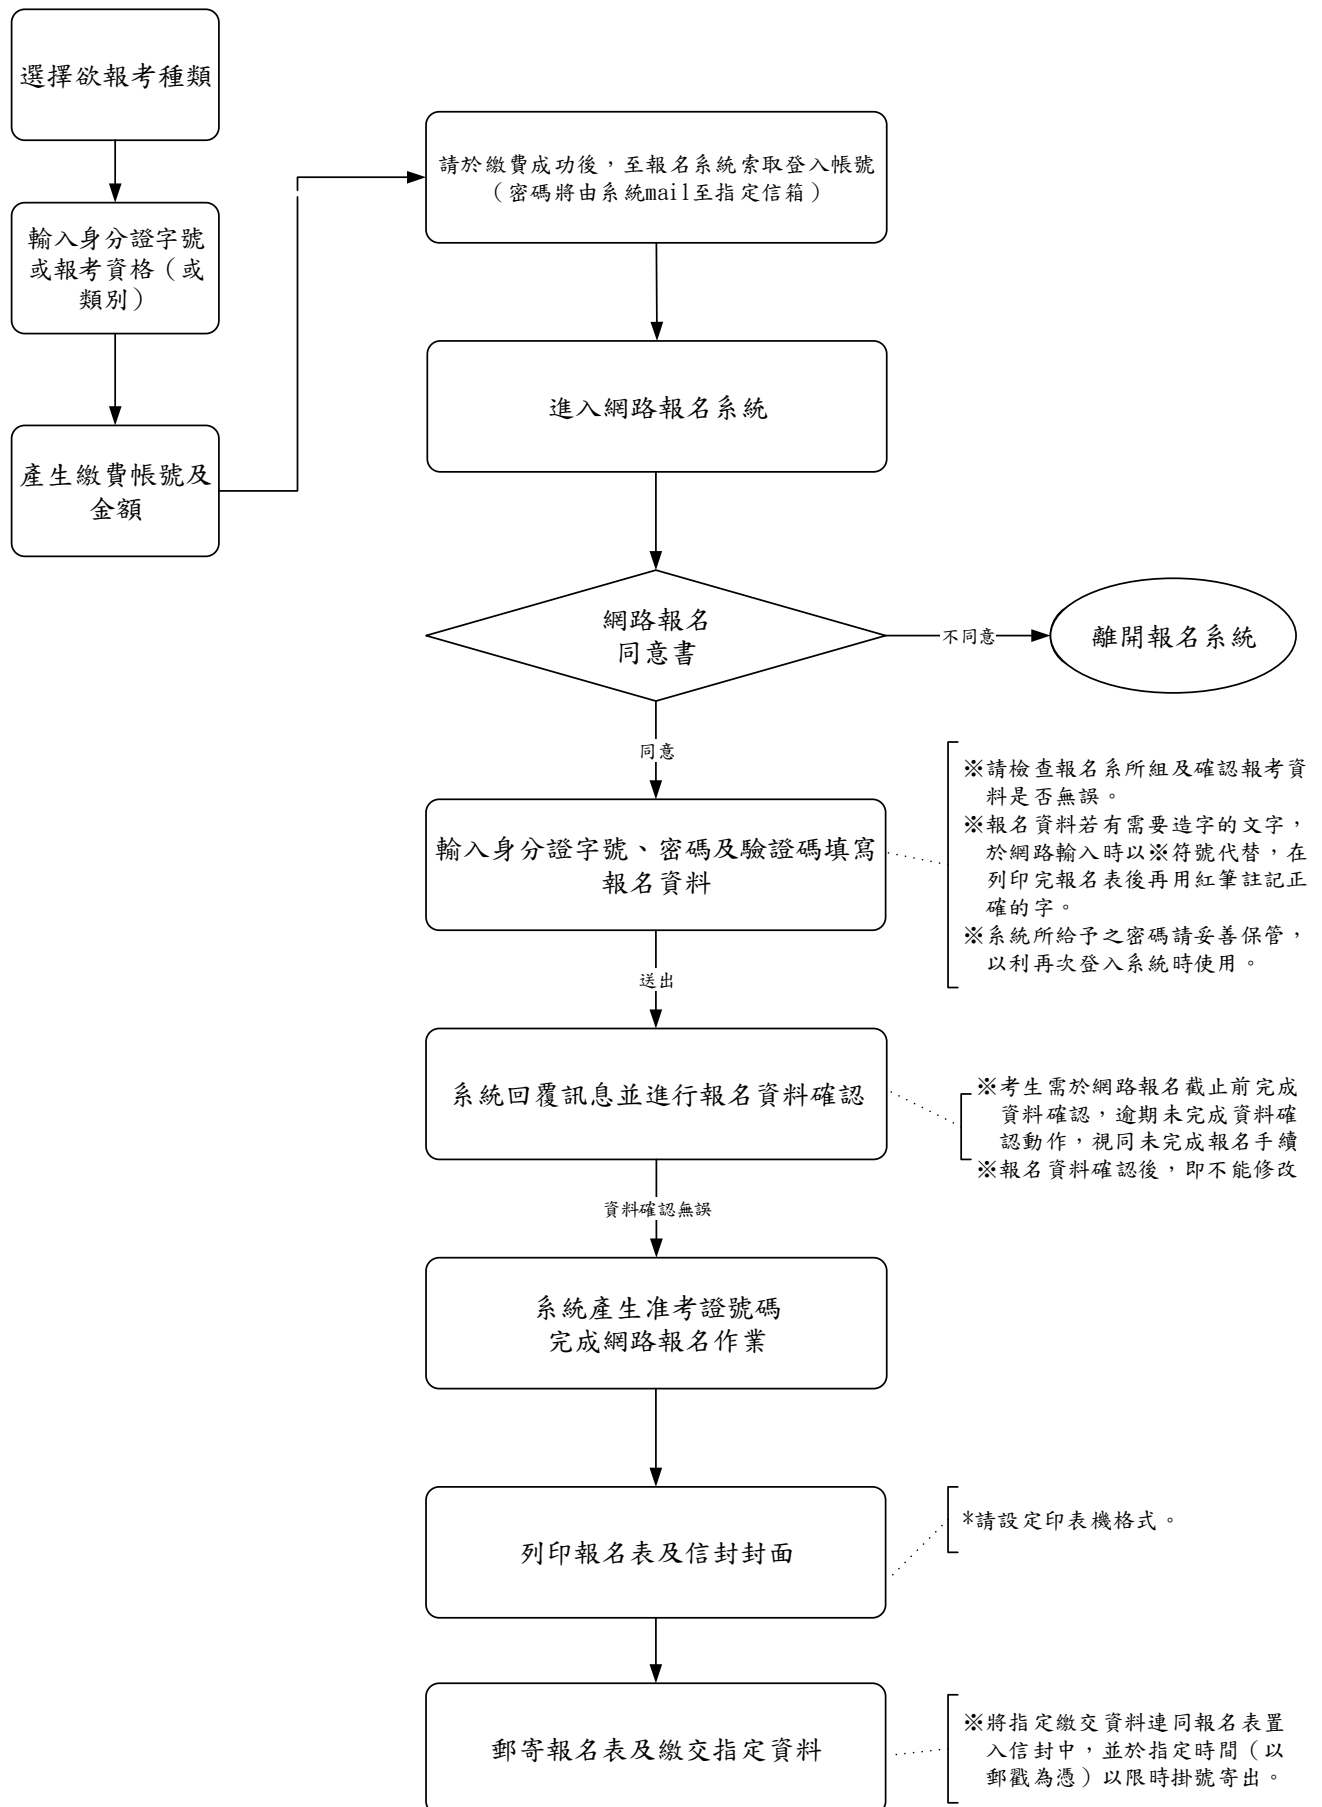 選擇欲報考種類
輸入身分證字號
或報考資格（或
類別）
產生繳費帳號及
金額
請於繳費成功後，至報名系統索取登入帳號
（密碼將由系統mail至指定信箱）
進入網路報名系統
網路報名
同意書
不同意
離開報名系統
同意
輸入身分證字號、密碼及驗證碼填寫
報名資料
※請檢查報名系所組及確認報考資
料是否無誤。
※報名資料若有需要造字的文字，
於網路輸入時以※符號代替，在
列印完報名表後再用紅筆註記正
確的字。
※系統所給予之密碼請妥善保管，
以利再次登入系統時使用。
送出
系統回覆訊息並進行報名資料確認
※考生需於網路報名截止前完成
資料確認，逾期未完成資料確
認動作，視同未完成報名手續
※報名資料確認後，即不能修改
資料確認無誤
系統產生准考證號碼
完成網路報名作業
列印報名表及信封封面
*請設定印表機格式。
郵寄報名表及繳交指定資料
※將指定繳交資料連同報名表置
入信封中，並於指定時間（以
郵戳為憑）以限時掛號寄出。